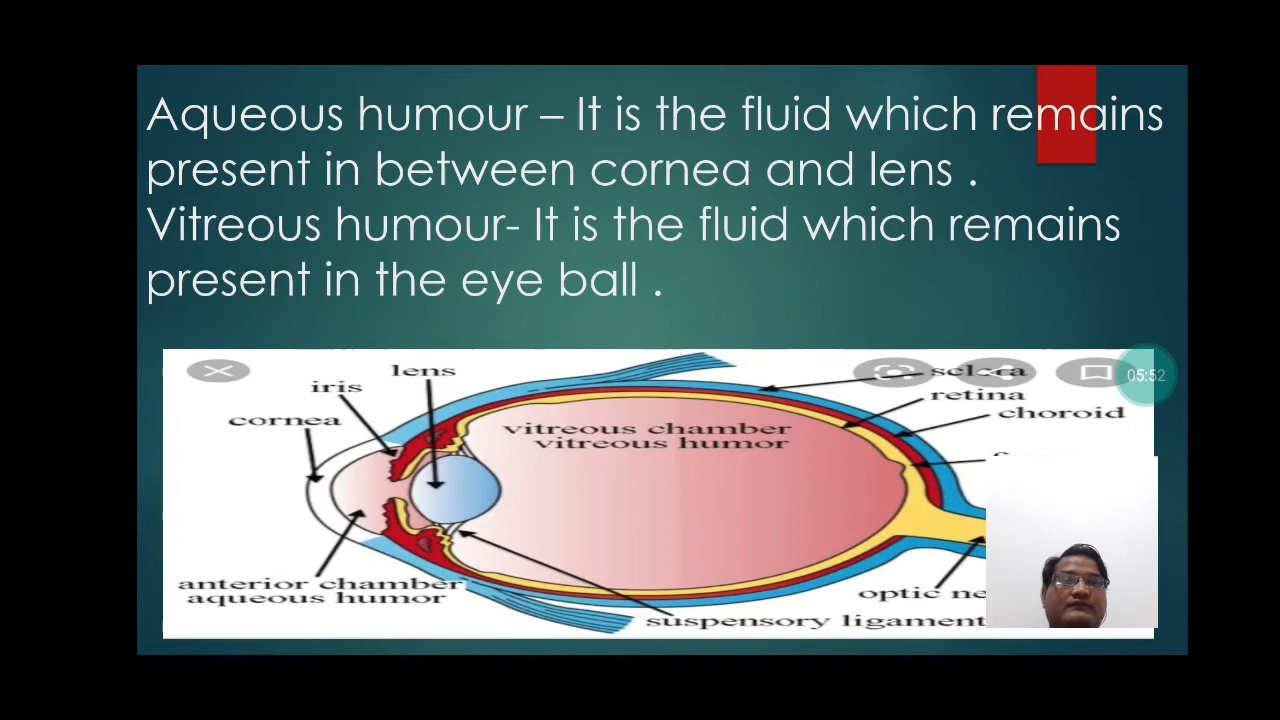 Aqueous humour – It is the fluid which remains
present in between cornea and lens .
Vitreous humour- It is the fluid which remains
present in the eye ball .
lens
iris
cornea
vitreous chamber
vitreous humor
retina
choroid
05:52
anterior chamber
aqueous humor
optic
suspensory ligament